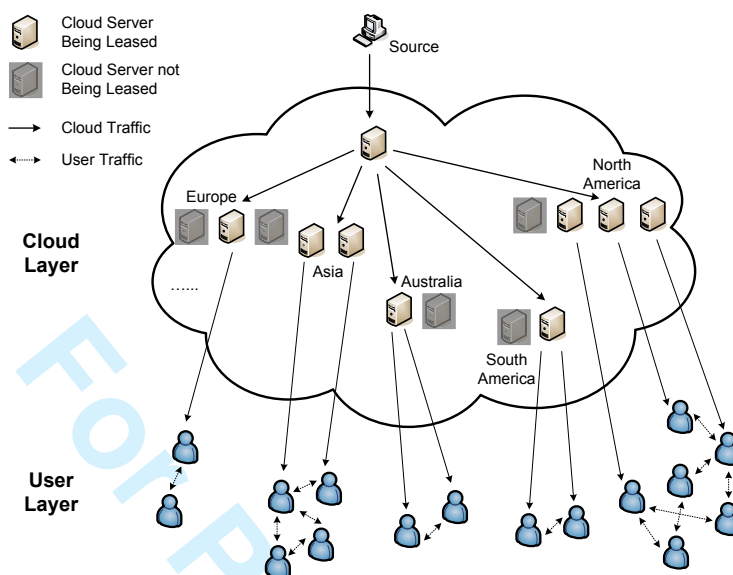 Cloud Server
Being Leased
Cloud Server not
Being Leased
Cloud Traffic
User Traffic
Source
North
America
Europe
Cloud
Layer
Asia
......
Australia
South
America
User
Layer
For P